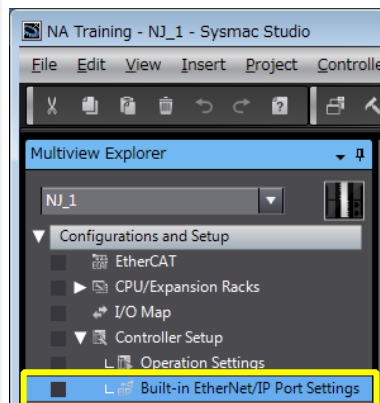 NA Training - NJ_1 - Sysmac Studio
File Edit View Insert Project Controlle
Multiview Explorer
NJ_1
Configurations and Setup
EtherCAT
CPU/Expansion Racks
I/O Map
Controller Setup
Operation Settings
Built-in EtherNet/IP Port Settings